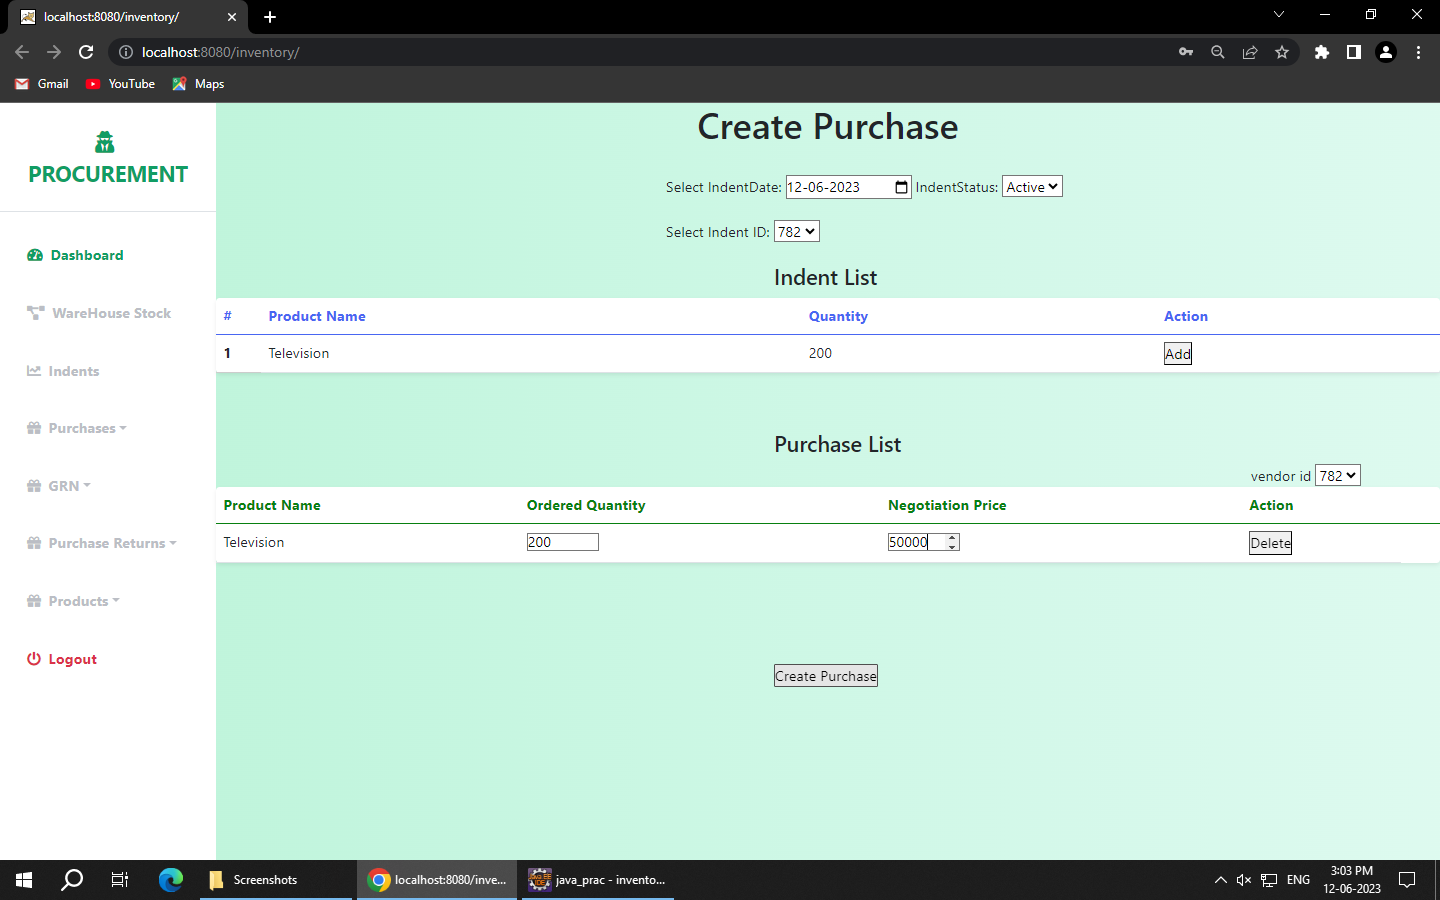 localhost:8080/inventory/
localhost:8080/inventory/
Gmail YouTube Maps
PROCUREMENT
Dashboard
WareHouse Stock
Indents
Purchases
GRN
Purchase Returns
Products
Logout
Create Purchase
Select IndentDate: 12-06-2023 IndentStatus: Active
Select Indent ID: 782
Indent List
# Product Name Quantity Action
1 Television 200 Add
Purchase List
vendor id 782
Product Name Ordered Quantity Negotiation Price Action
Television 200 50000 Delete
Create Purchase
Screenshots localhost:8080/inve... java_prac - invento... ENG 3:03 PM
12-06-2023